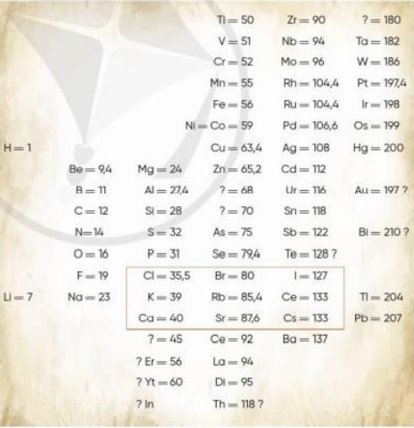 Ti = 50 Zr = 90 ? = 180
V = 51 Nb = 94 Ta = 182
Cr = 52 Mo = 96 W = 186
Mn = 55 Rh = 104,4 Pt = 197,4
Fe = 56 Ru = 104,4 Ir = 198
Ni = Co = 59 Pd = 106,6 Os = 199
H = 1 Cu = 63,4 Ag = 108 Hg = 200
Be = 9,4 Mg = 24 Zn = 65,2 Cd = 112
B = 11 Al = 27,4 ? = 68 Ur = 116 Au = 197 ?
C = 12 Si = 28 ? = 70 Sn = 118
N=14 S = 32 As = 75 Sb = 122 Bi = 210 ?
O = 16 P = 31 Se = 79,4 Te = 128 ?
F = 19 Cl = 35,5 Br = 80 I = 127
Li = 7 Na = 23 K = 39 Rb = 85,4 Ce = 133 Tl = 204
Ca = 40 Sr = 87,6 Cs = 133 Pb = 207
? = 45 Ce = 92 Ba = 137
? Er = 56 La = 94
? Yt = 60 Di = 95
? In Th = 118 ?